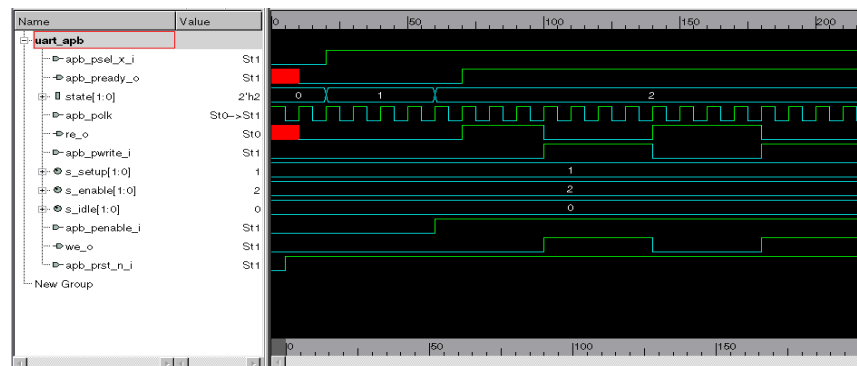 Name Value 0 50 100 150 200
uart_apb
apb_psel_x_i St1
apb_pready_o St1
state[1:0] 2'h2 0 1 2
apb_polk St0->St1
re_o St0
apb_pwrite_i St1
s_setup[1:0] 1 1
s_enable[1:0] 2 2
s_idle[1:0] 0 0
apb_penable_i St1
we_o St1
apb_prst_n_i St1
New Group
0 50 100 150